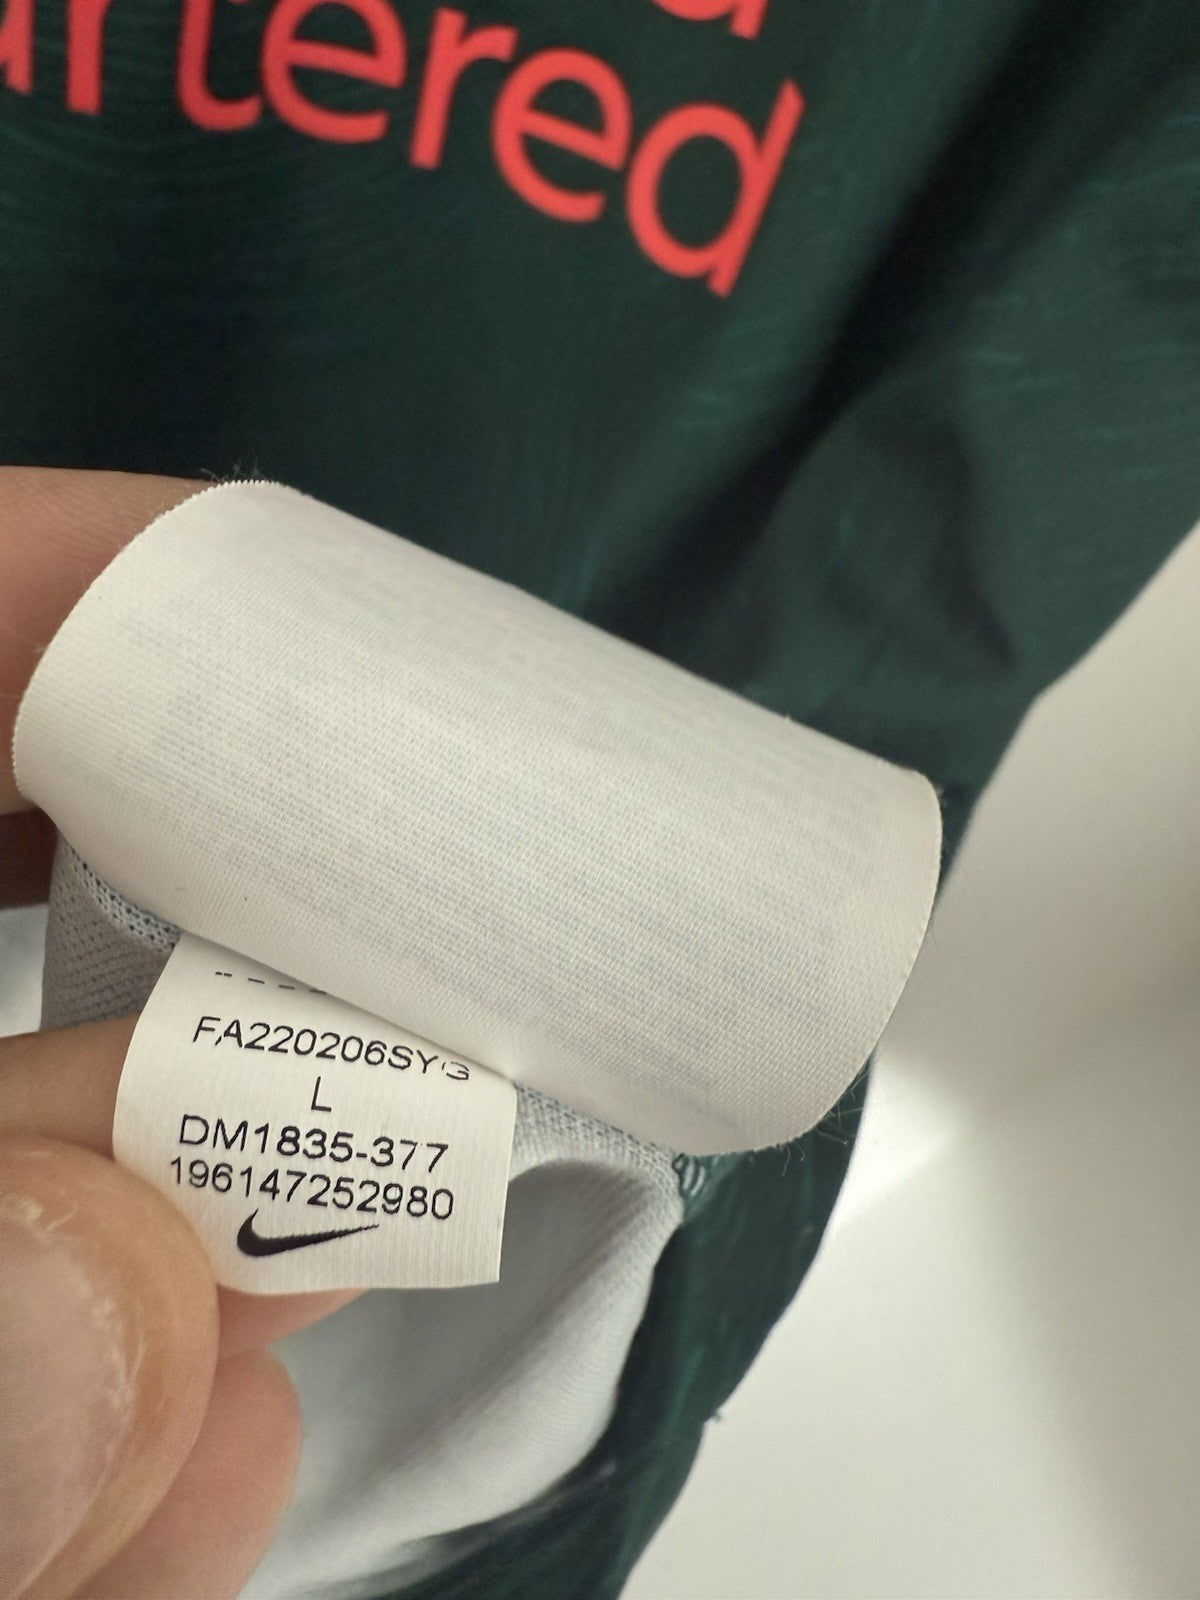 artered
FA220206SYG
L
DM1835-377
196147252980